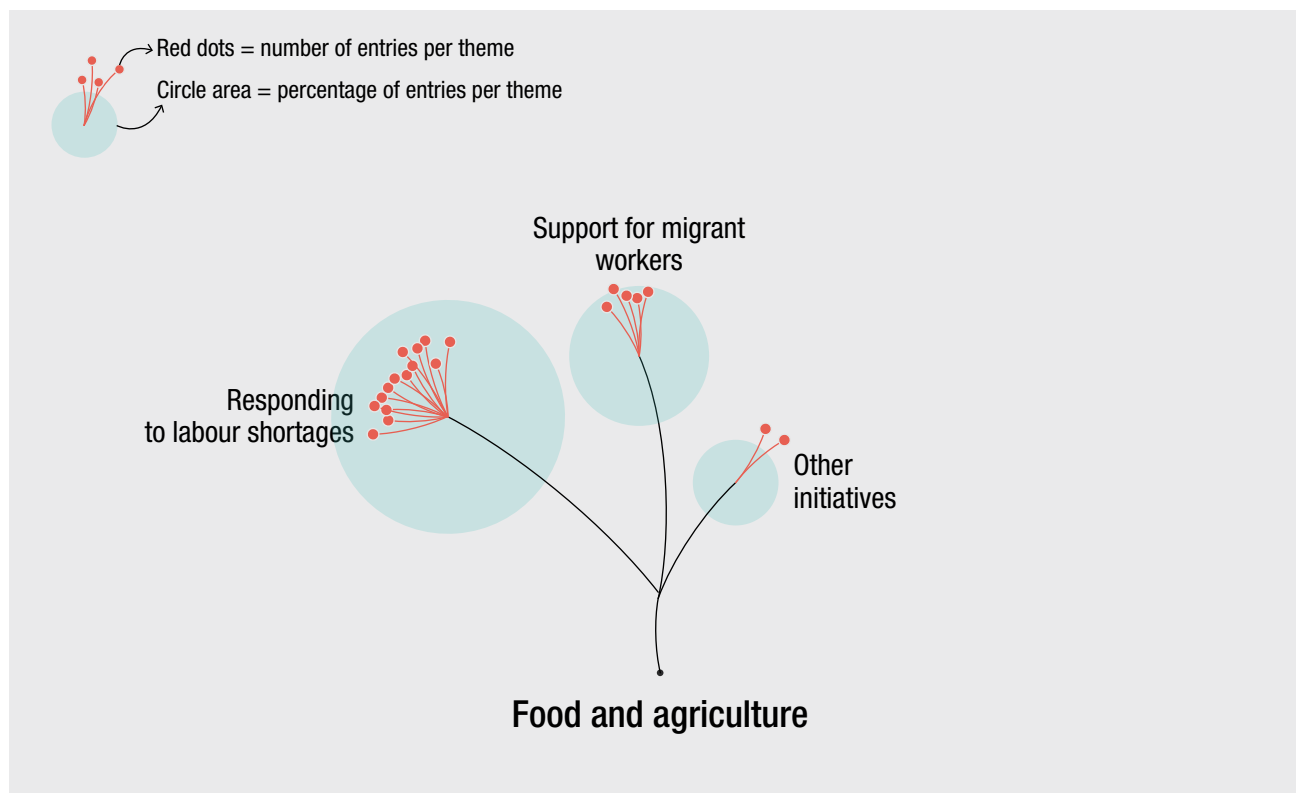 Red dots = number of entries per theme
Circle area = percentage of entries per theme
Support for migrant
workers
Responding
to labour shortages
Other
initiatives
Food and agriculture